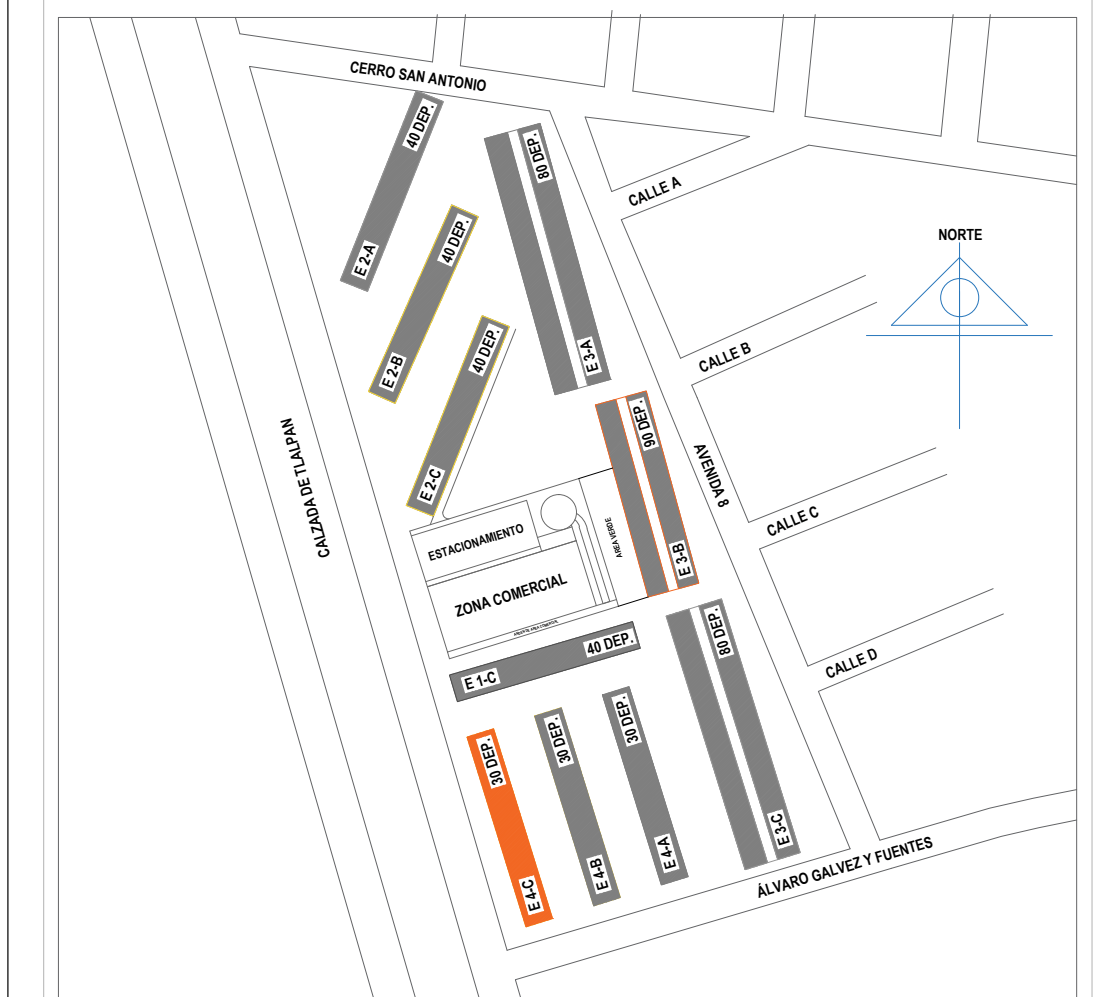 CERRO SAN ANTONIO
40 DEP.
E 2-A
80 DEP.
E 3-A
CALLE A
NORTE
40 DEP.
E 2-B
CALLE B
40 DEP.
E 2-C
90 DEP.
E 3-B
AVENIDA 8
CALZADA DE TLALPAN
CALLE C
ESTACIONAMIENTO
AREA VERDE
ZONA COMERCIAL
40 DEP.
E 1-C
80 DEP.
E 3-C
CALLE D
30 DEP.
E 4-C
30 DEP.
E 4-B
30 DEP.
E 4-A
ÁLVARO GALVEZ Y FUENTES